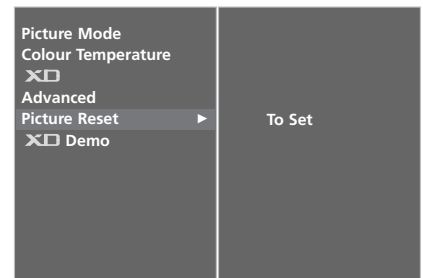 Picture Mode
Colour Temperature
XD
Advanced
Picture Reset ►
To Set
XD Demo